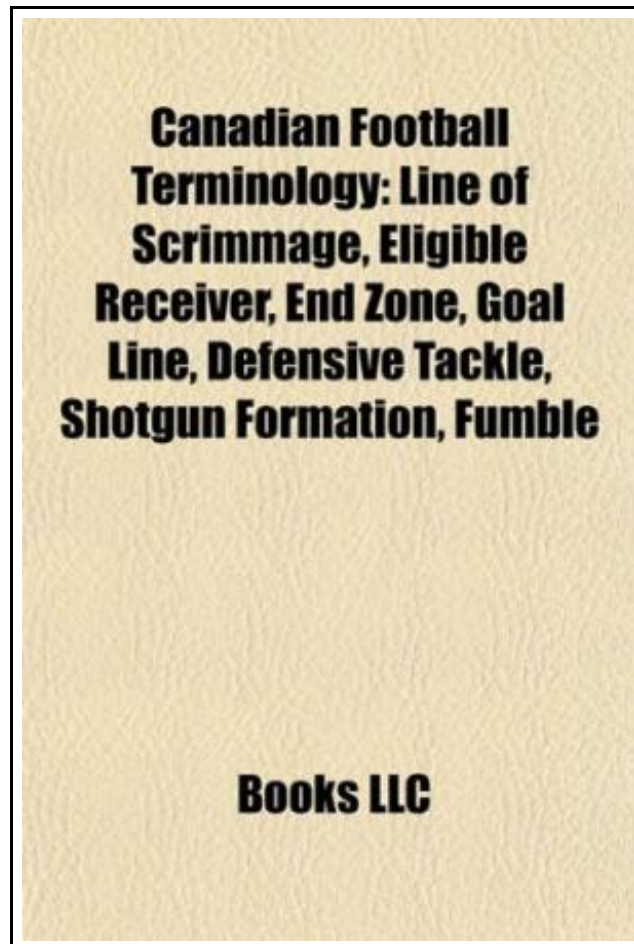 Canadian Football
Terminology: Line of
Scrimmage, Eligible
Receiver, End Zone, Goal
Line, Defensive Tackle,
Shotgun Formation, Fumble
Books LLC